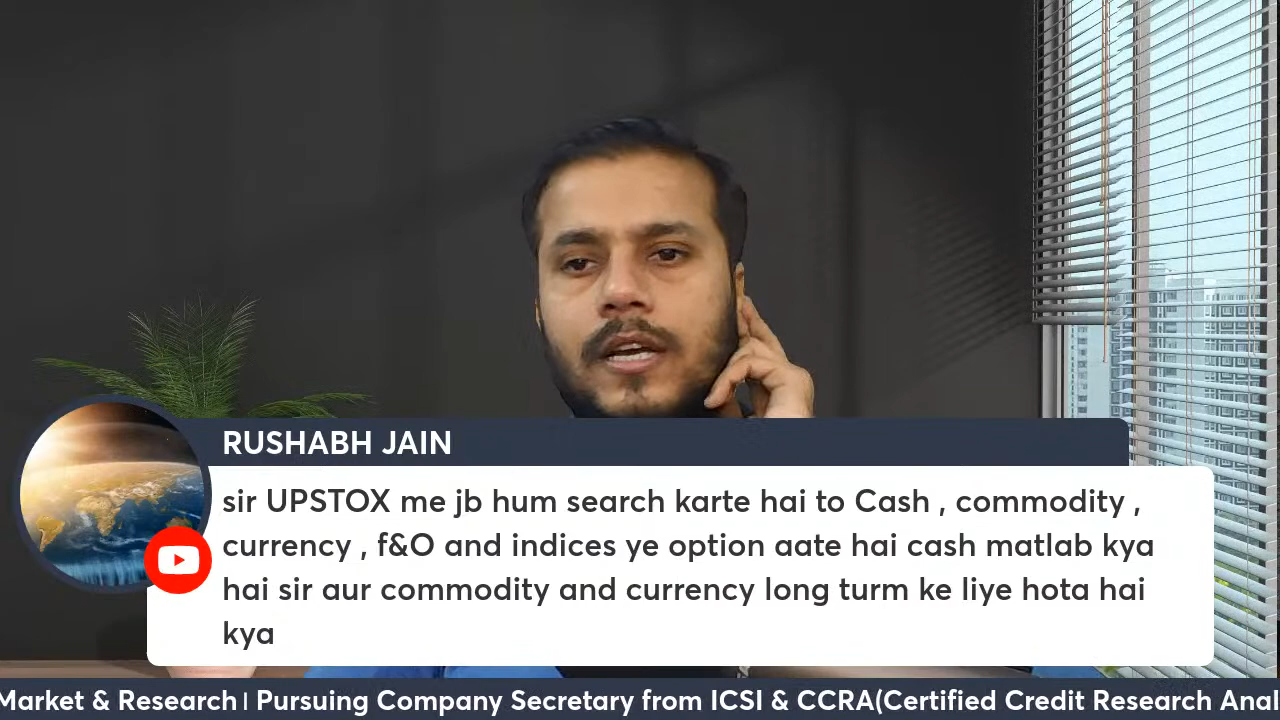 RUSHABH JAIN
sir UPSTOX me jb hum search karte hai to Cash , commodity ,
currency , f&O and indices ye option aate hai cash matlab kya
hai sir aur commodity and currency long turm ke liye hota hai
kya
Market & Research | Pursuing Company Secretary from ICSI & CCRA(Certified Credit Research Anal